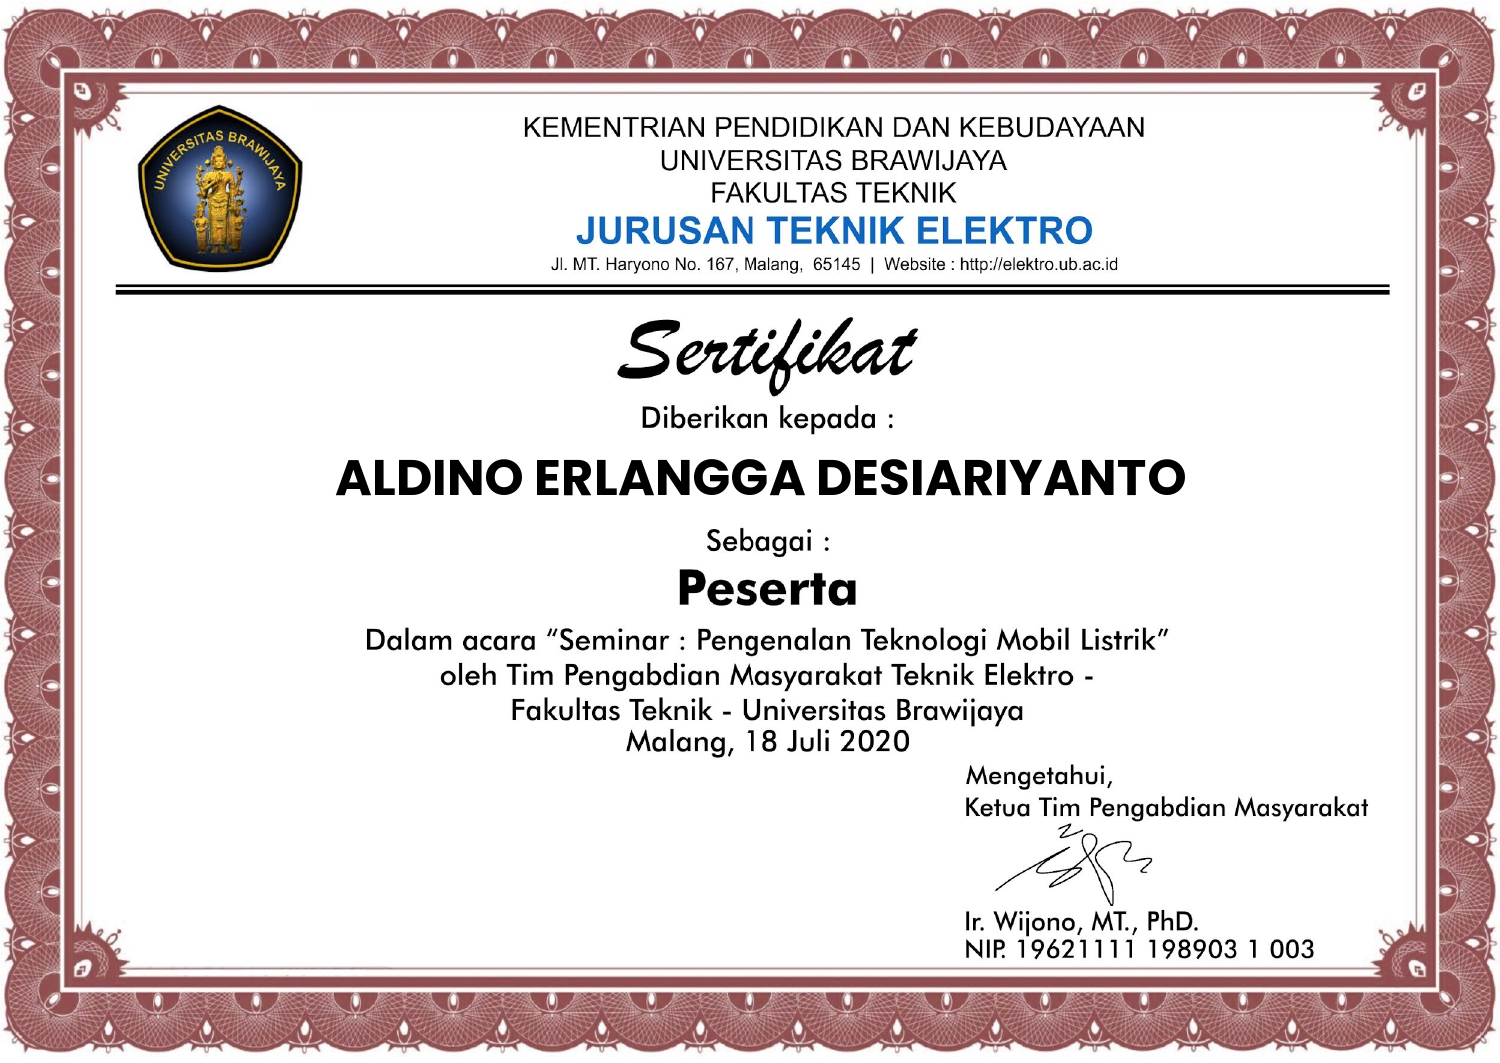 UNIVERSITAS BRAWIJAYA
KEMENTRIAN PENDIDIKAN DAN KEBUDAYAAN
UNIVERSITAS BRAWIJAYA
FAKULTAS TEKNIK
JURUSAN TEKNIK ELEKTRO
Jl. MT. Haryono No. 167, Malang, 65145 | Website : http://elektro.ub.ac.id
Sertifikat
Diberikan kepada :
ALDINO ERLANGGA DESIARIYANTO
Sebagai :
Peserta
Dalam acara “Seminar : Pengenalan Teknologi Mobil Listrik”
oleh Tim Pengabdian Masyarakat Teknik Elektro -
Fakultas Teknik - Universitas Brawijaya
Malang, 18 Juli 2020
Mengetahui,
Ketua Tim Pengabdian Masyarakat
Ir. Wijono, MT., PhD.
NIP. 19621111 198903 1 003